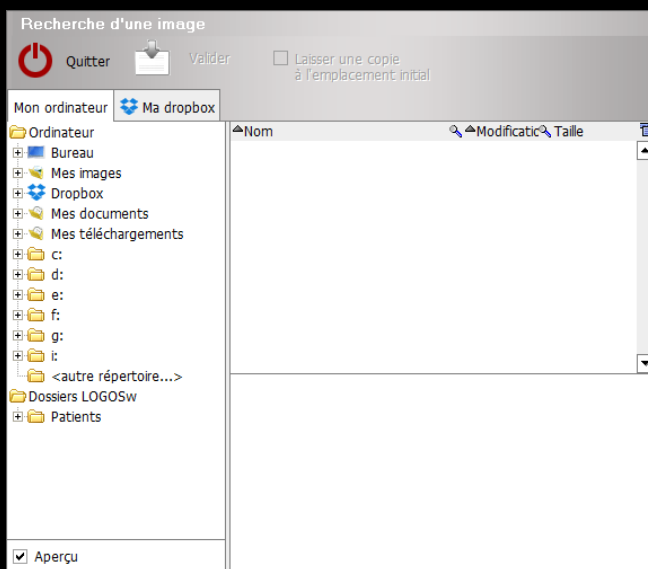 Recherche d'une image
Quitter
Valider
Laisser une copie
à l'emplacement initial
Mon ordinateur
Ma dropbox
Ordinateur
Bureau
Mes images
Dropbox
Mes documents
Mes téléchargements
c:
d:
e:
f:
g:
i:
<autre répertoire...>
Dossiers LOGOSw
Patients
Aperçu
Nom
Modificatic
Taille